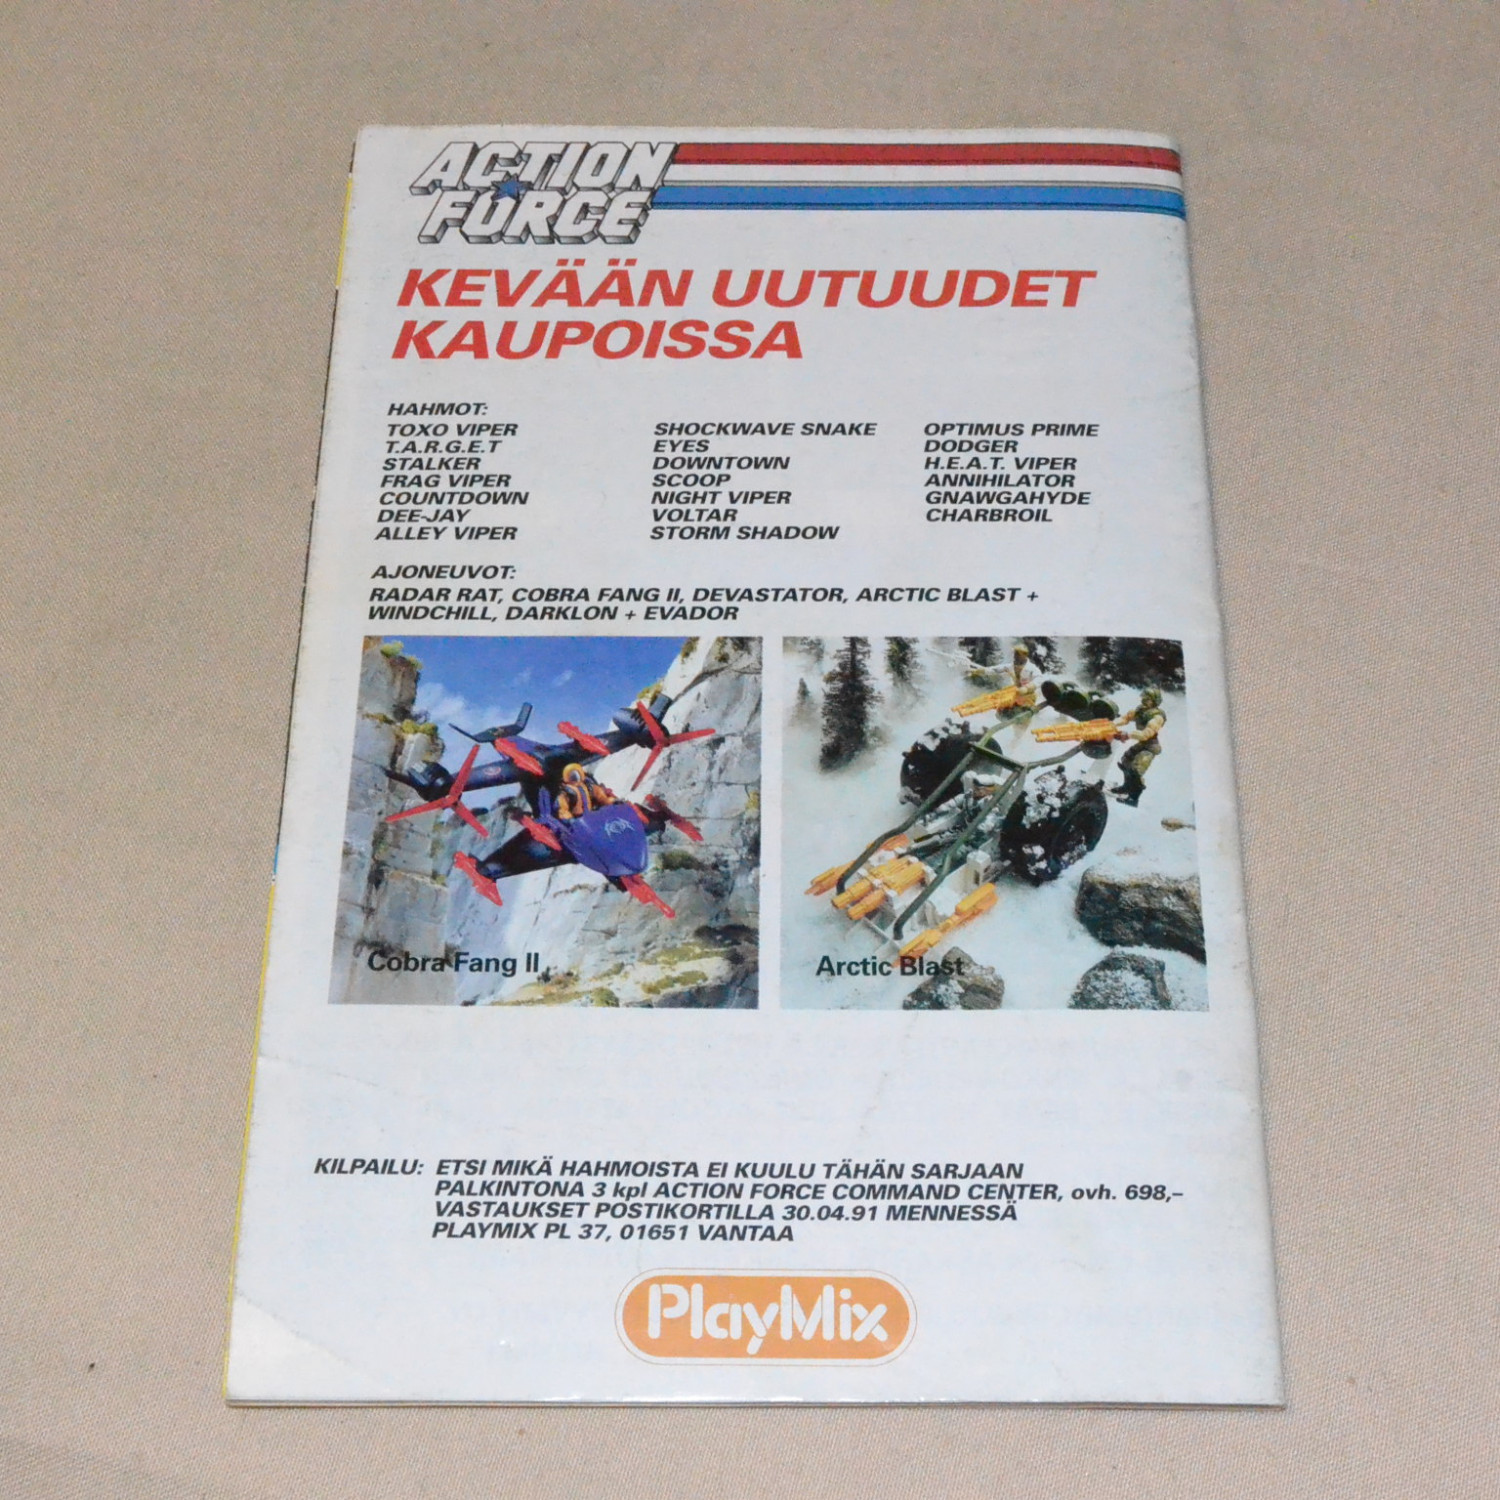 ACTION
FORCE
KEVÄÄN UUTUUDET
KAUPOISSA
HAHMOT:
TOXO VIPER
T.A.R.G.E.T
STALKER
FRAG VIPER
COUNTDOWN
DEE-JAY
ALLEY VIPER
SHOCKWAVE SNAKE
EYES
DOWNTOWN
SCOOP
NIGHT VIPER
VOLTAR
STORM SHADOW
OPTIMUS PRIME
DODGER
H.E.A.T. VIPER
ANNIHILATOR
GNAWGAHYDE
CHARBROIL
AJONEUVOT:
RADAR RAT, COBRA FANG II, DEVASTATOR, ARCTIC BLAST +
WINDCHILL, DARKLON + EVADOR
Cobra Fang II
Arctic Blast
KILPAILU: ETSI MIKÄ HAHMOISTA EI KUULU TÄHÄN SARJAAN
PALKINTONA 3 kpl ACTION FORCE COMMAND CENTER, ovh. 698,–
VASTAUKSET POSTIKORTILLA 30.04.91 MENNESSÄ
PLAYMIX PL 37, 01651 VANTAA
PlayMix